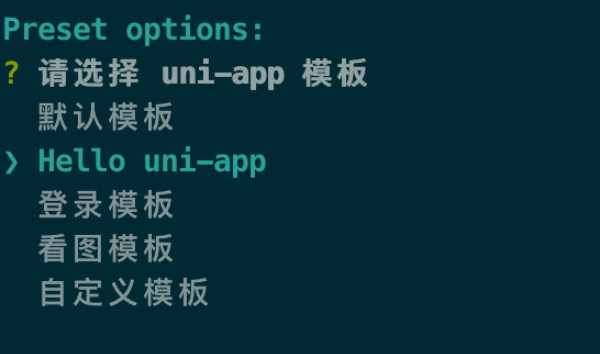 Preset options:
? 请选择 uni-app 模板
默认模板
❯ Hello uni-app
登录模板
看图模板
自定义模板